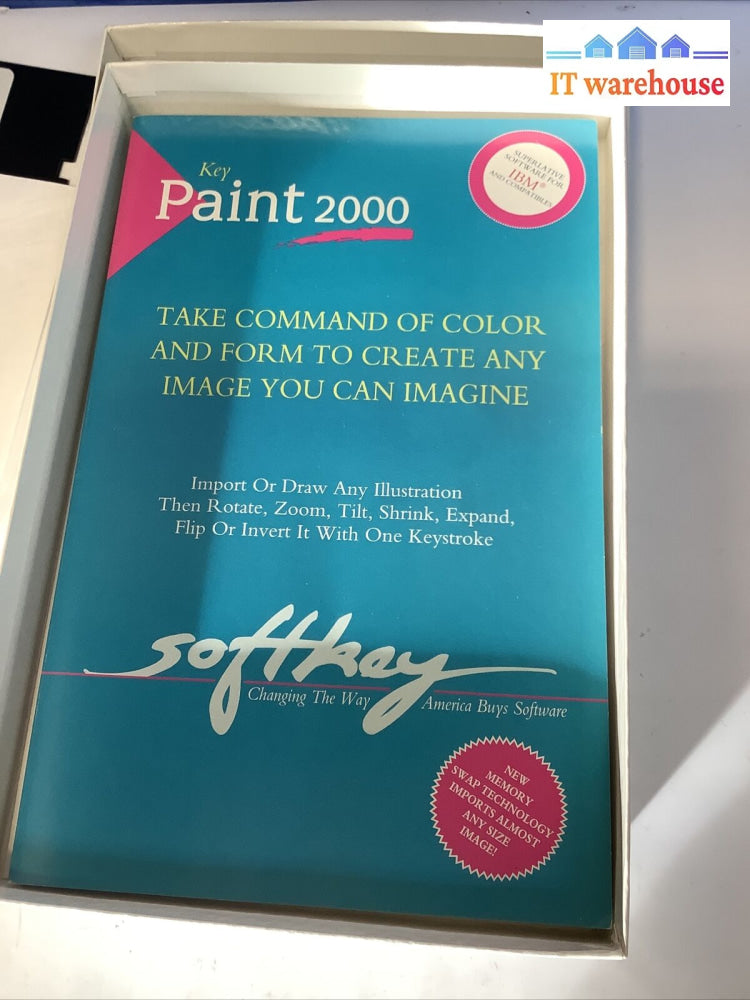 IT warehouse
Key
Paint 2000
SUPERLATIVE
SOFTWARE FOR
IBM®
AND COMPATIBLES
TAKE COMMAND OF COLOR
AND FORM TO CREATE ANY
IMAGE YOU CAN IMAGINE
Import Or Draw Any Illustration
Then Rotate, Zoom, Tilt, Shrink, Expand,
Flip Or Invert It With One Keystroke
softkey
Changing The Way America Buys Software
NEW
MEMORY
SWAP TECHNOLOGY
IMPORTS ALMOST
ANY SIZE
IMAGE!